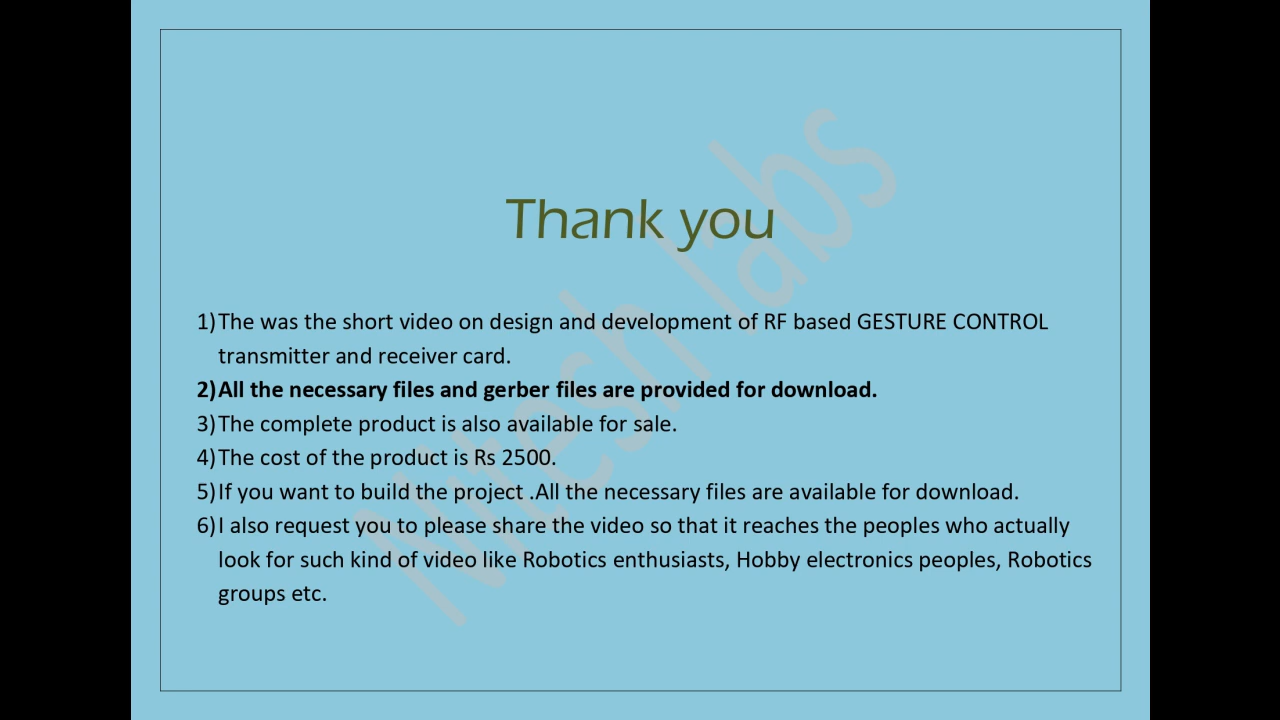 Thank you
1)The was the short video on design and development of RF based GESTURE CONTROL
transmitter and receiver card.
2)All the necessary files and gerber files are provided for download.
3)The complete product is also available for sale.
4)The cost of the product is Rs 2500.
5)If you want to build the project .All the necessary files are available for download.
6)I also request you to please share the video so that it reaches the peoples who actually
look for such kind of video like Robotics enthusiasts, Hobby electronics peoples, Robotics
groups etc.
Nitesh labs